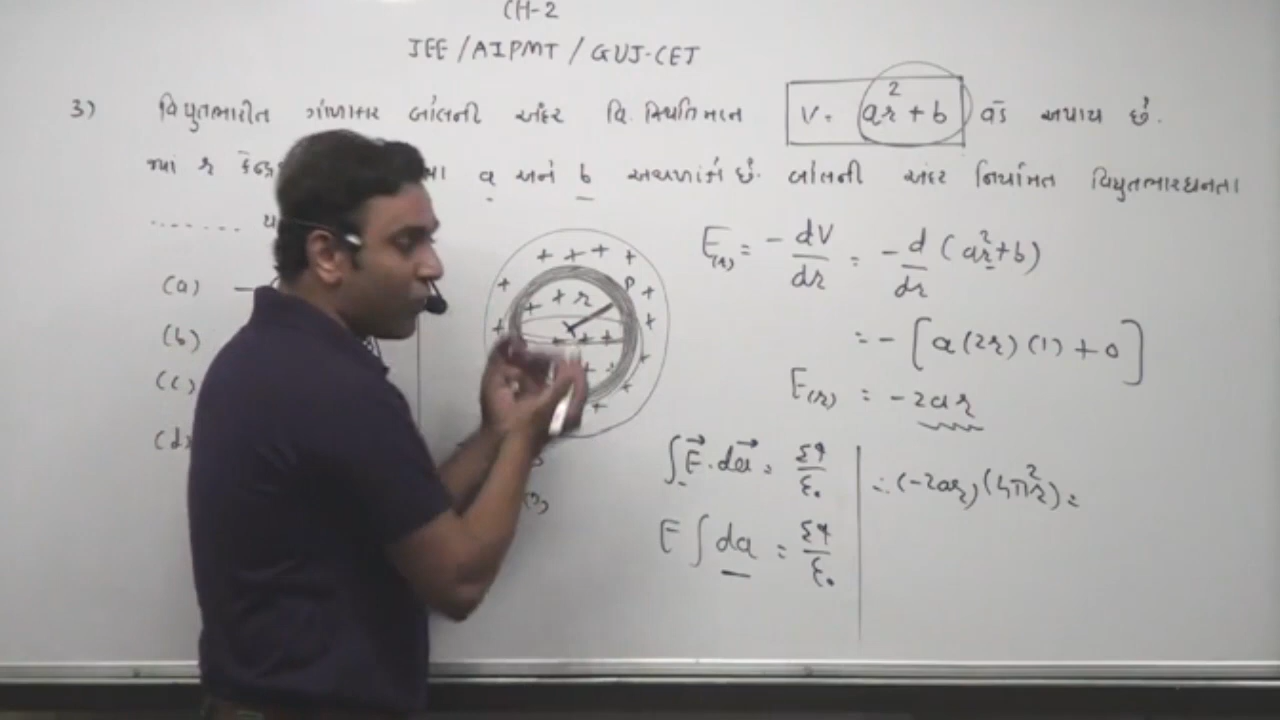 CH-2
JEE / AIPMT / GUJ-CET
3) વિદ્યુતભારીત ગોળાકાર બોલની અંદર વિ. સ્થિતિમાન V = ar² + b વડે અપાય છે.
જ્યાં r અને b અચળાંકો છે. બોલની અંદર નિયમિત વિદ્યુતભારઘનતા
........
(a) -
(b)
(c)
(d)
+ + + +
+ P +
+ + r
+ + + + +
+ +
+ +
E(r) = - dV/dr = - d/dr (ar² + b)
= - [ a(2r)(1) + 0 ]
E(r) = -2ar
∫ E⃗ · da⃗ = Σq/ε₀
∴ (-2ar)(4πr²) =
E ∫ da = Σq/ε₀